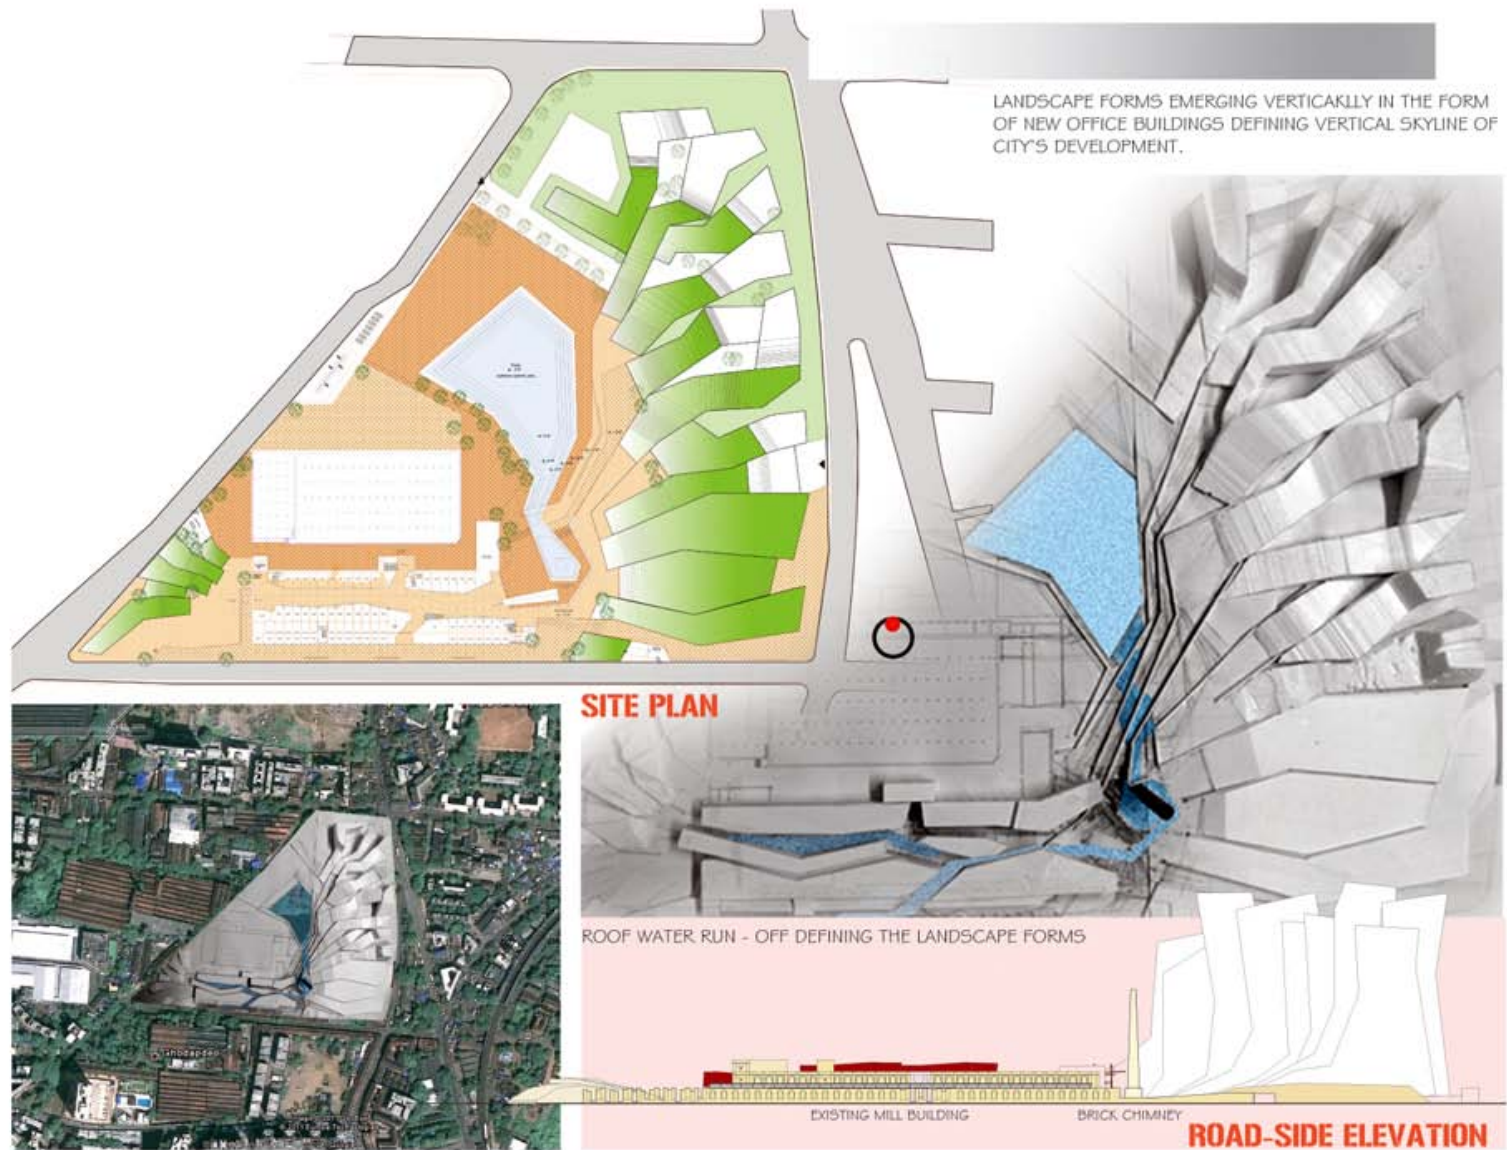 LANDSCAPE FORMS EMERGING VERTICAKLLY IN THE FORM
OF NEW OFFICE BUILDINGS DEFINING VERTICAL SKYLINE OF
CITY'S DEVELOPMENT.
SITE PLAN
ROOF WATER RUN - OFF DEFINING THE LANDSCAPE FORMS
EXISTING MILL BUILDING
BRICK CHIMNEY
ROAD-SIDE ELEVATION